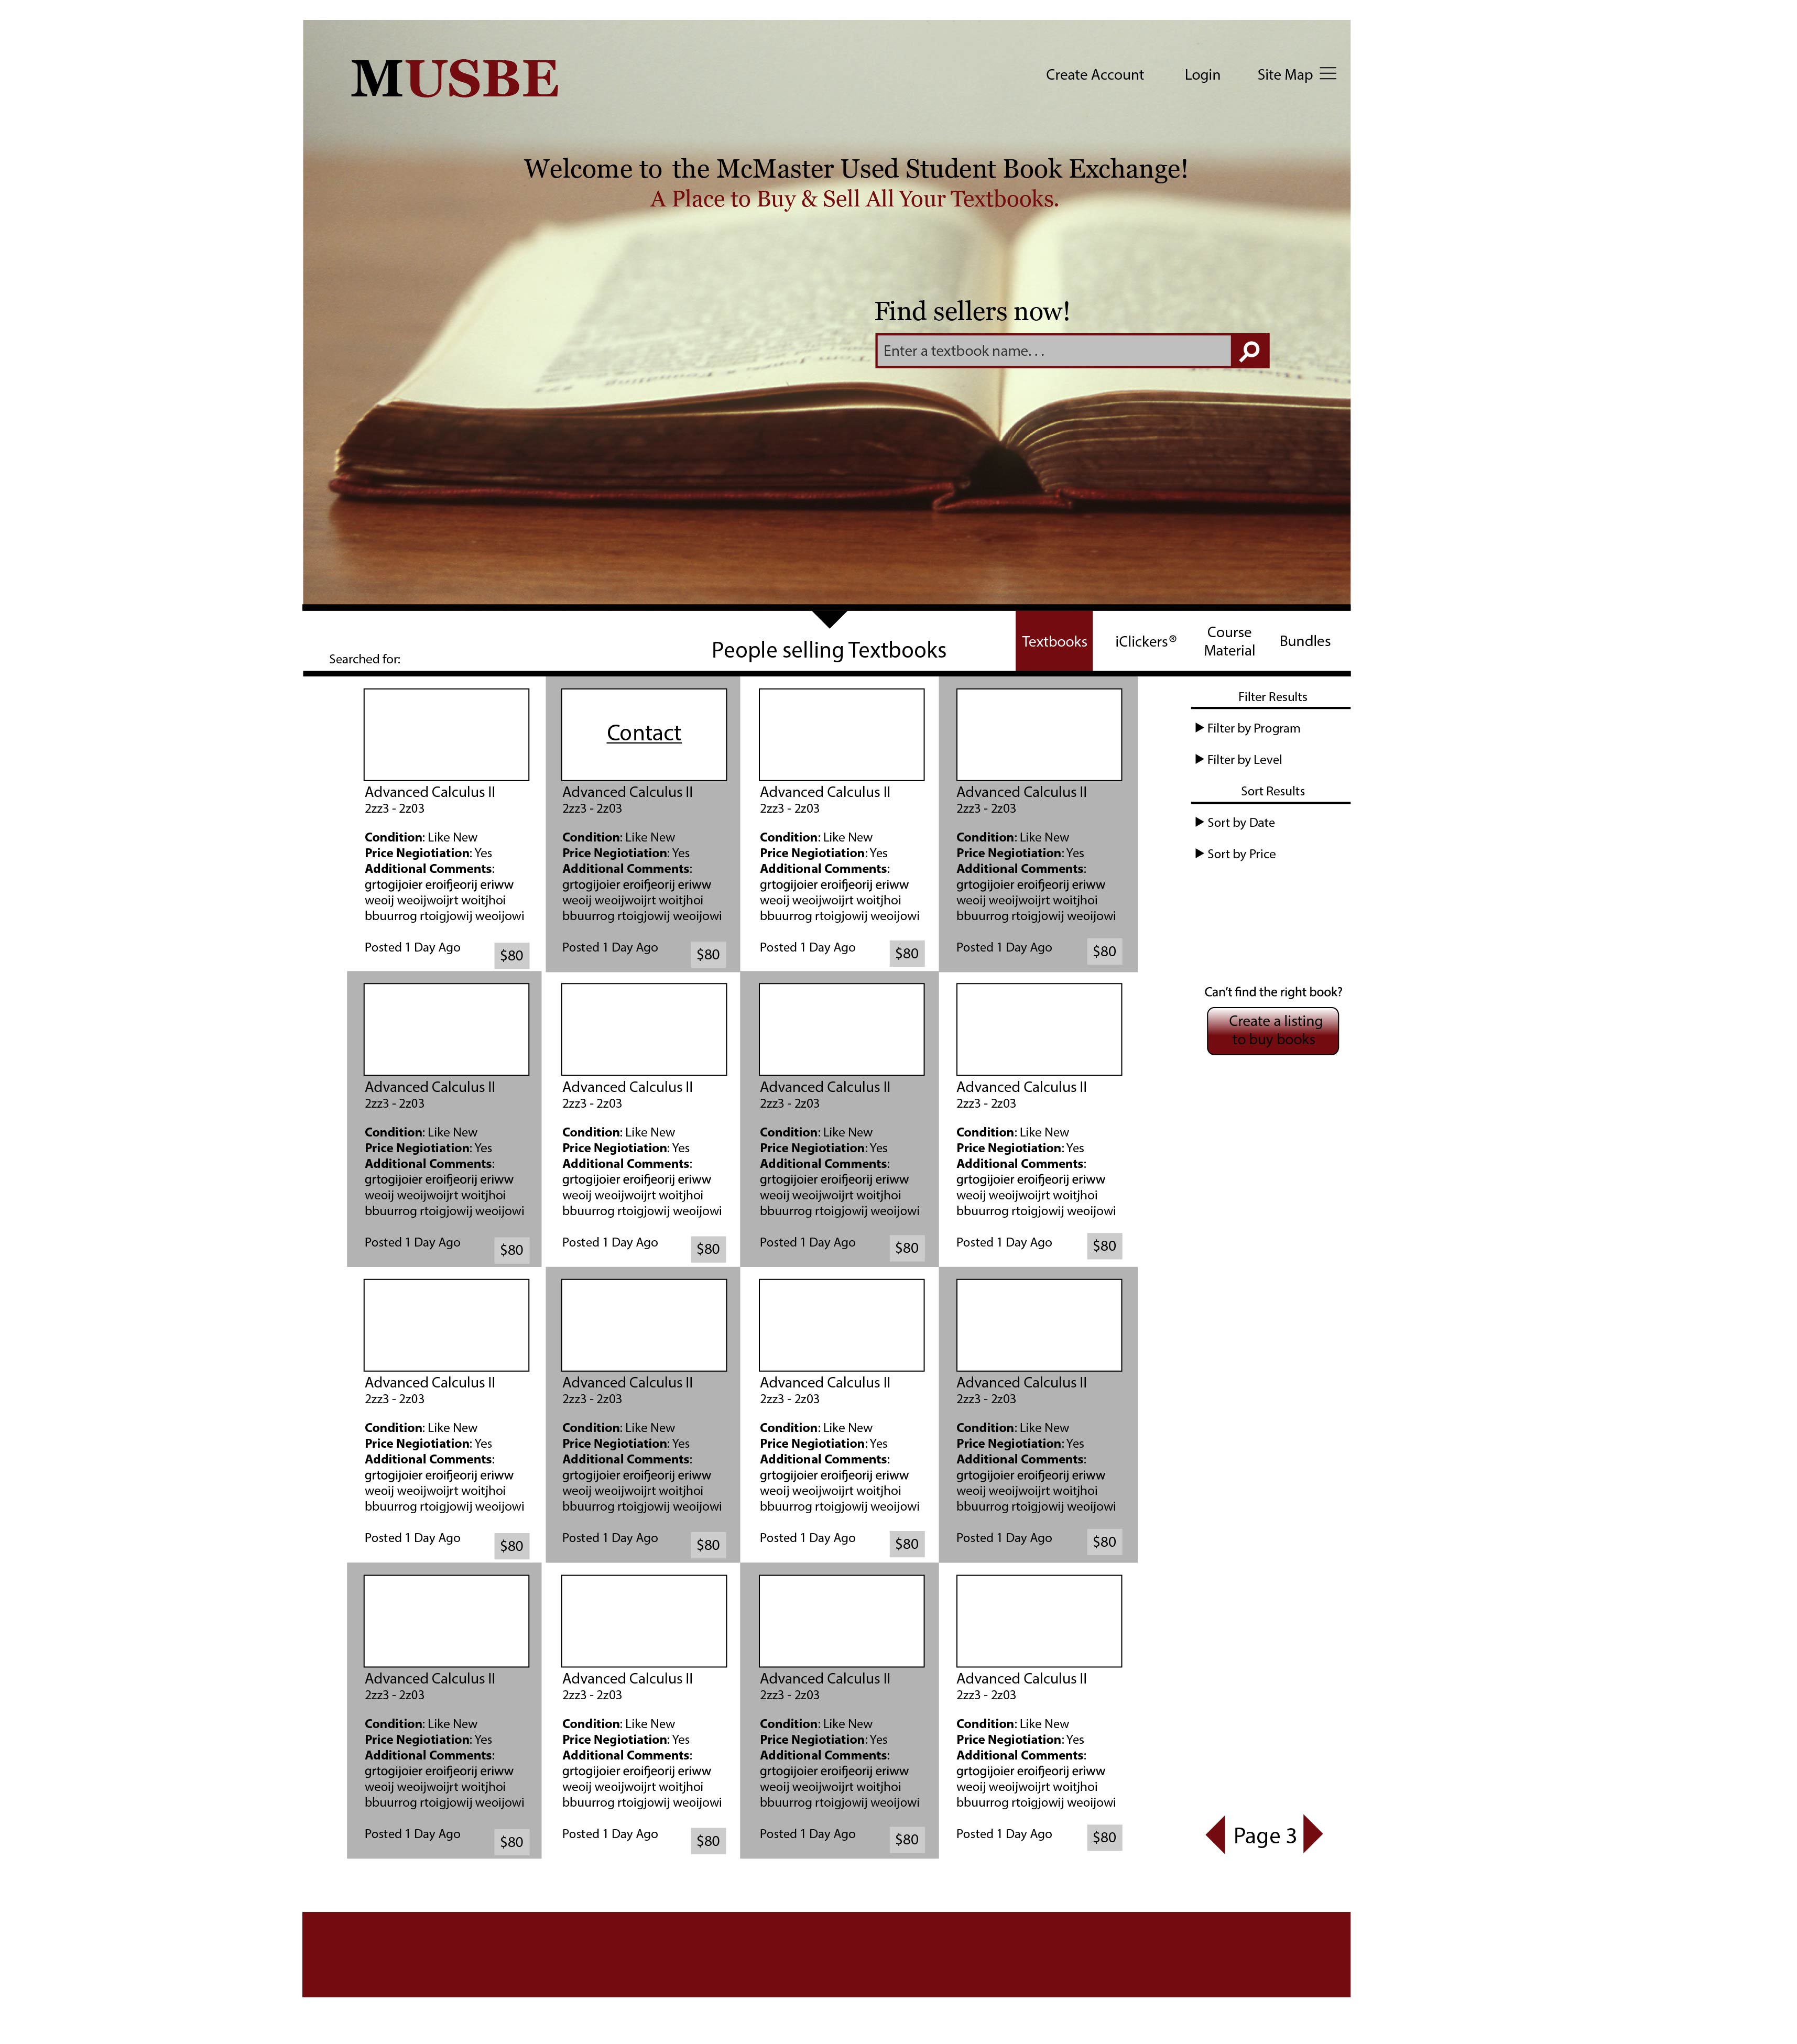 MUSBE
Create Account
Login
Site Map
Welcome to the McMaster Used Student Book Exchange!
A Place to Buy & Sell All Your Textbooks.
Find sellers now!
Enter a textbook name. . .
Searched for:
People selling Textbooks
Textbooks
iClickers®
Course
Material
Bundles
Contact
Advanced Calculus II
2zz3 - 2z03
Condition: Like New
Price Negiotiation: Yes
Additional Comments:
grtogijoier eroifjeorij eriww
weoij weoijwoijrt woitjhoi
bbuurrog rtoigjowij weoijowi
Posted 1 Day Ago
$80
Advanced Calculus II
2zz3 - 2z03
Condition: Like New
Price Negiotiation: Yes
Additional Comments:
grtogijoier eroifjeorij eriww
weoij weoijwoijrt woitjhoi
bbuurrog rtoigjowij weoijowi
Posted 1 Day Ago
$80
Advanced Calculus II
2zz3 - 2z03
Condition: Like New
Price Negiotiation: Yes
Additional Comments:
grtogijoier eroifjeorij eriww
weoij weoijwoijrt woitjhoi
bbuurrog rtoigjowij weoijowi
Posted 1 Day Ago
$80
Advanced Calculus II
2zz3 - 2z03
Condition: Like New
Price Negiotiation: Yes
Additional Comments:
grtogijoier eroifjeorij eriww
weoij weoijwoijrt woitjhoi
bbuurrog rtoigjowij weoijowi
Posted 1 Day Ago
$80
Advanced Calculus II
2zz3 - 2z03
Condition: Like New
Price Negiotiation: Yes
Additional Comments:
grtogijoier eroifjeorij eriww
weoij weoijwoijrt woitjhoi
bbuurrog rtoigjowij weoijowi
Posted 1 Day Ago
$80
Advanced Calculus II
2zz3 - 2z03
Condition: Like New
Price Negiotiation: Yes
Additional Comments:
grtogijoier eroifjeorij eriww
weoij weoijwoijrt woitjhoi
bbuurrog rtoigjowij weoijowi
Posted 1 Day Ago
$80
Advanced Calculus II
2zz3 - 2z03
Condition: Like New
Price Negiotiation: Yes
Additional Comments:
grtogijoier eroifjeorij eriww
weoij weoijwoijrt woitjhoi
bbuurrog rtoigjowij weoijowi
Posted 1 Day Ago
$80
Advanced Calculus II
2zz3 - 2z03
Condition: Like New
Price Negiotiation: Yes
Additional Comments:
grtogijoier eroifjeorij eriww
weoij weoijwoijrt woitjhoi
bbuurrog rtoigjowij weoijowi
Posted 1 Day Ago
$80
Advanced Calculus II
2zz3 - 2z03
Condition: Like New
Price Negiotiation: Yes
Additional Comments:
grtogijoier eroifjeorij eriww
weoij weoijwoijrt woitjhoi
bbuurrog rtoigjowij weoijowi
Posted 1 Day Ago
$80
Advanced Calculus II
2zz3 - 2z03
Condition: Like New
Price Negiotiation: Yes
Additional Comments:
grtogijoier eroifjeorij eriww
weoij weoijwoijrt woitjhoi
bbuurrog rtoigjowij weoijowi
Posted 1 Day Ago
$80
Advanced Calculus II
2zz3 - 2z03
Condition: Like New
Price Negiotiation: Yes
Additional Comments:
grtogijoier eroifjeorij eriww
weoij weoijwoijrt woitjhoi
bbuurrog rtoigjowij weoijowi
Posted 1 Day Ago
$80
Advanced Calculus II
2zz3 - 2z03
Condition: Like New
Price Negiotiation: Yes
Additional Comments:
grtogijoier eroifjeorij eriww
weoij weoijwoijrt woitjhoi
bbuurrog rtoigjowij weoijowi
Posted 1 Day Ago
$80
Advanced Calculus II
2zz3 - 2z03
Condition: Like New
Price Negiotiation: Yes
Additional Comments:
grtogijoier eroifjeorij eriww
weoij weoijwoijrt woitjhoi
bbuurrog rtoigjowij weoijowi
Posted 1 Day Ago
$80
Advanced Calculus II
2zz3 - 2z03
Condition: Like New
Price Negiotiation: Yes
Additional Comments:
grtogijoier eroifjeorij eriww
weoij weoijwoijrt woitjhoi
bbuurrog rtoigjowij weoijowi
Posted 1 Day Ago
$80
Advanced Calculus II
2zz3 - 2z03
Condition: Like New
Price Negiotiation: Yes
Additional Comments:
grtogijoier eroifjeorij eriww
weoij weoijwoijrt woitjhoi
bbuurrog rtoigjowij weoijowi
Posted 1 Day Ago
$80
Advanced Calculus II
2zz3 - 2z03
Condition: Like New
Price Negiotiation: Yes
Additional Comments:
grtogijoier eroifjeorij eriww
weoij weoijwoijrt woitjhoi
bbuurrog rtoigjowij weoijowi
Posted 1 Day Ago
$80
Filter Results
Filter by Program
Filter by Level
Sort Results
Sort by Date
Sort by Price
Can't find the right book?
Create a listing
to buy books
Page 3